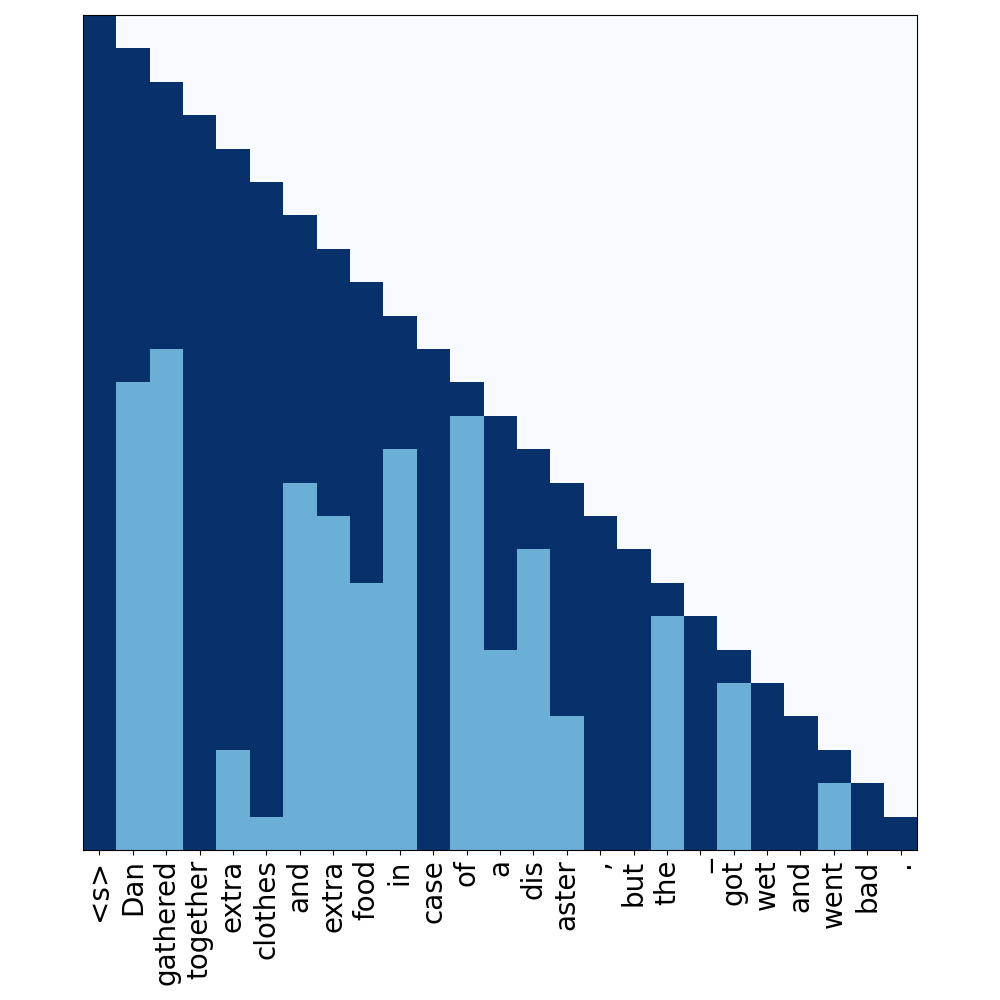 <s> Dan gathered together extra clothes and extra food in case of a dis aster , but the _ got wet and went bad .